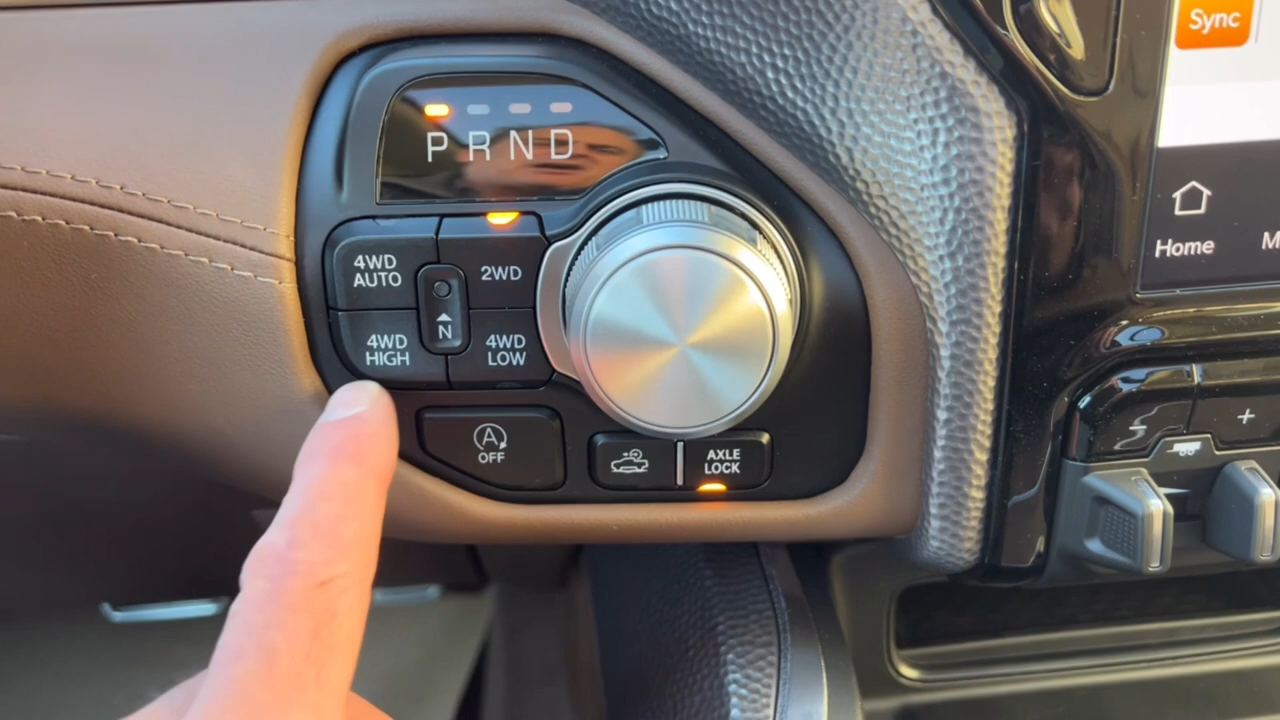 Sync
P R N D
4WD
AUTO
2WD
N
4WD
HIGH
4WD
LOW
A
OFF
AXLE
LOCK
Home
M
+